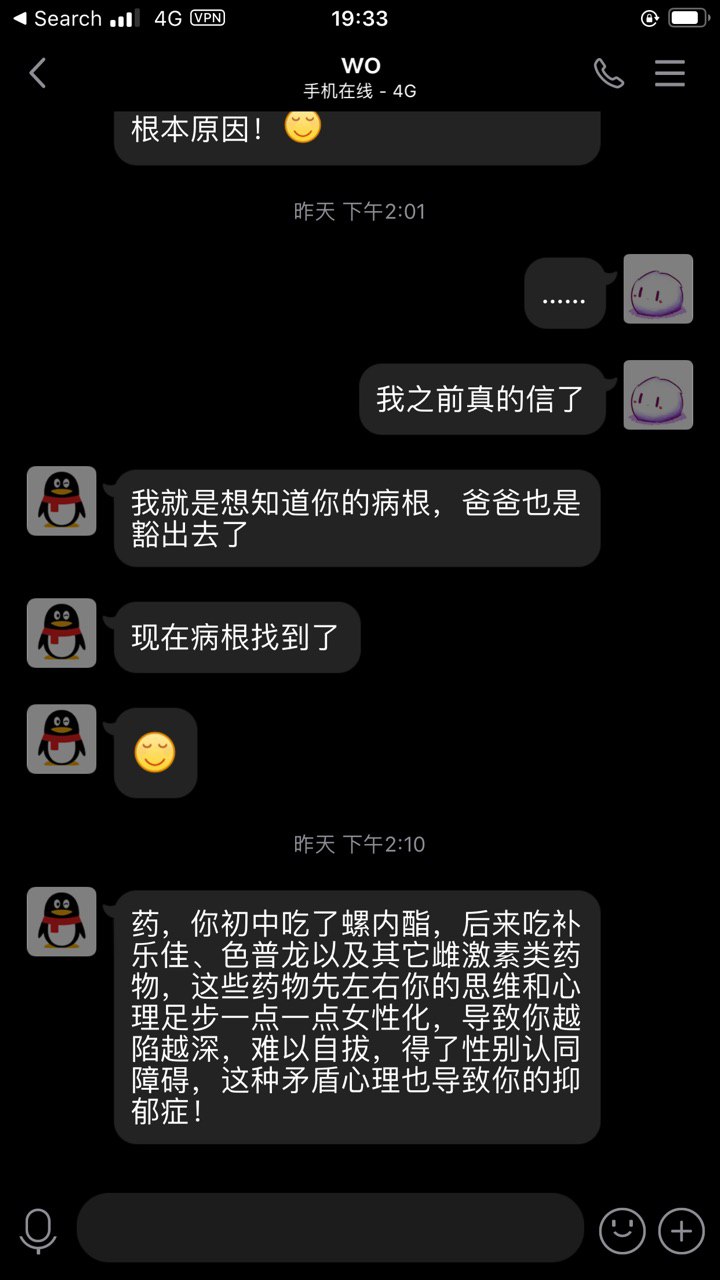 Search 4G VPN 19:33
WO
手机在线 - 4G
根本原因！
昨天 下午2:01
......
我之前真的信了
我就是想知道你的病根，爸爸也是
豁出去了
现在病根找到了
昨天 下午2:10
药，你初中吃了螺内酯，后来吃补
乐佳、色普龙以及其它雌激素类药
物，这些药物先左右你的思维和心
理足步一点一点女性化，导致你越
陷越深，难以自拔，得了性别认同
障碍，这种矛盾心理也导致你的抑
郁症！